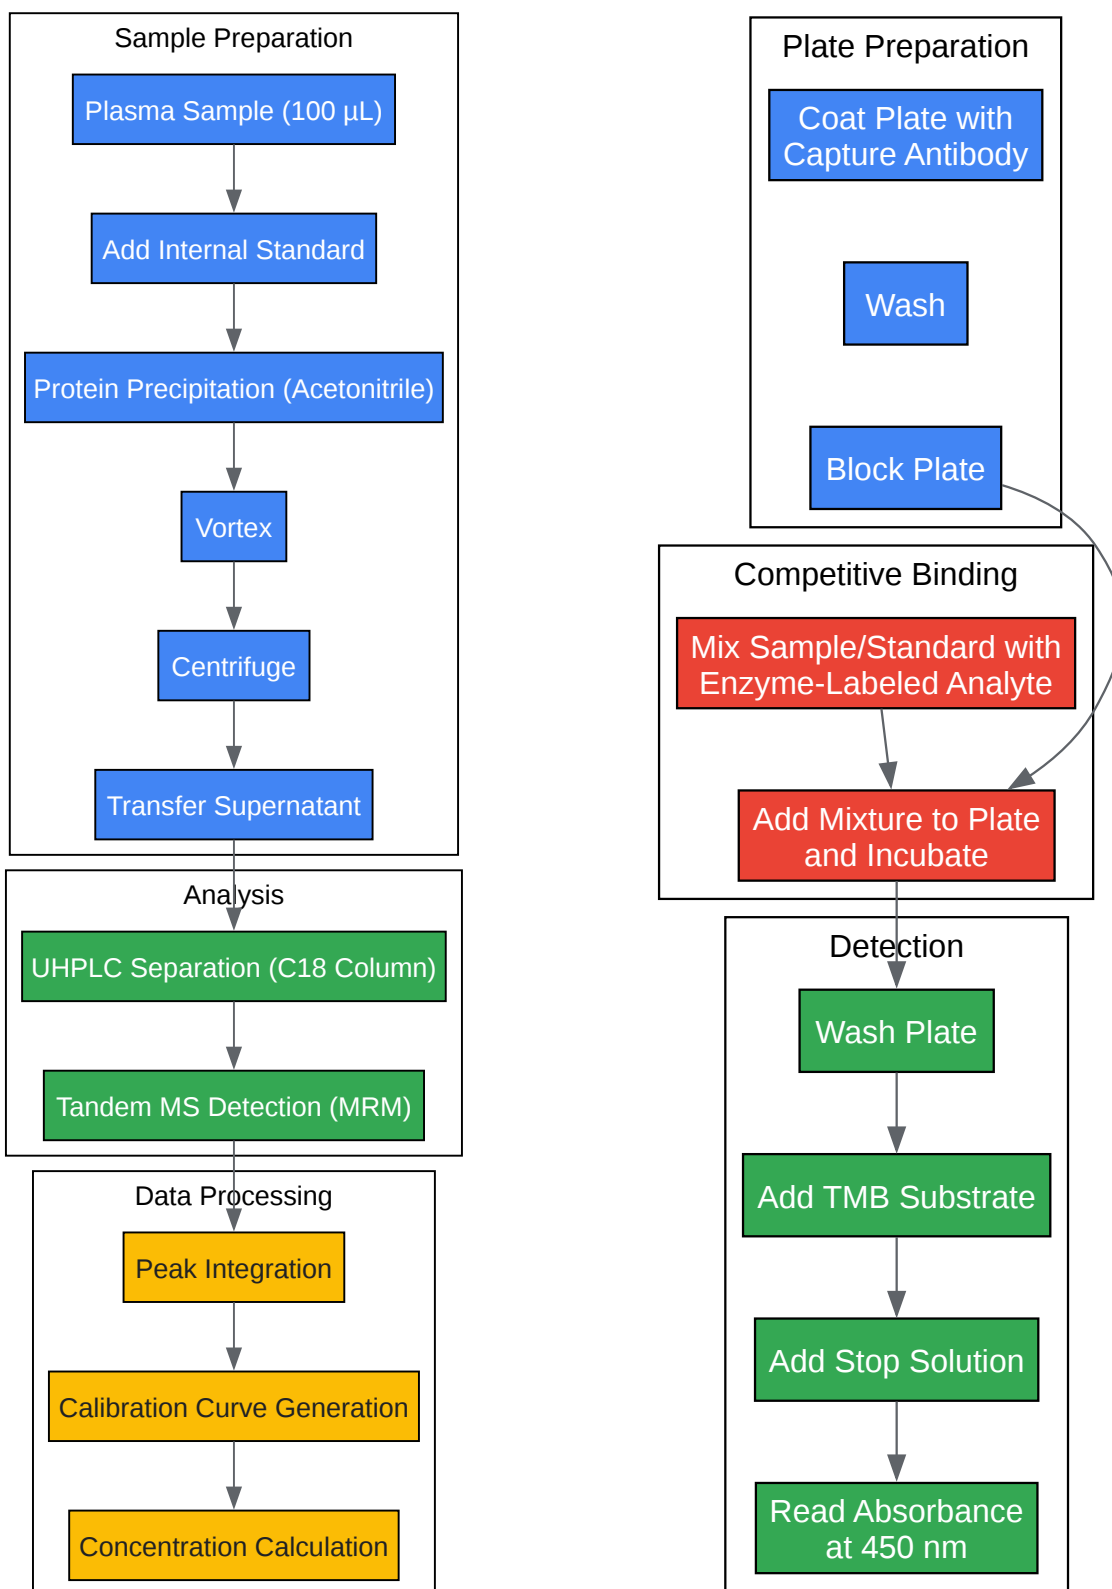 Sample Preparation
Plasma Sample (100 µL)
Add Internal Standard
Protein Precipitation (Acetonitrile)
Vortex
Centrifuge
Transfer Supernatant
Analysis
UHPLC Separation (C18 Column)
Tandem MS Detection (MRM)
Data Processing
Peak Integration
Calibration Curve Generation
Concentration Calculation
Plate Preparation
Coat Plate with
Capture Antibody
Wash
Block Plate
Competitive Binding
Mix Sample/Standard with
Enzyme-Labeled Analyte
Add Mixture to Plate
and Incubate
Detection
Wash Plate
Add TMB Substrate
Add Stop Solution
Read Absorbance
at 450 nm